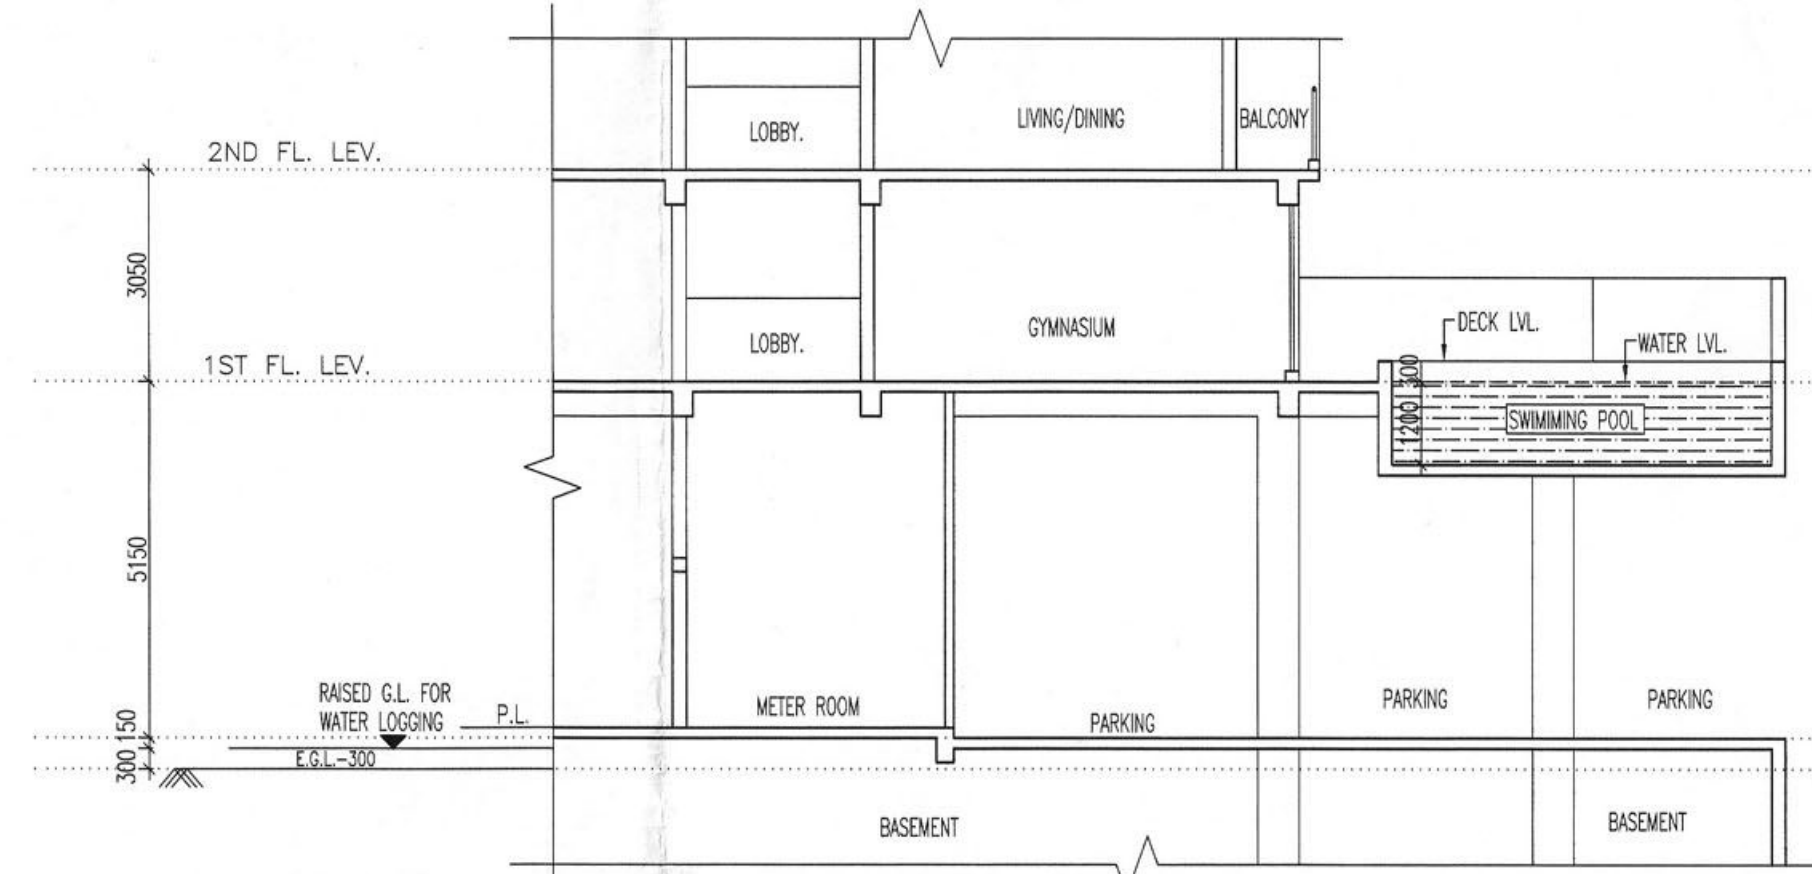 LOBBY.
LIVING/DINING
BALCONY
2ND FL. LEV.
3050
LOBBY.
GYMNASIUM
DECK LVL.
WATER LVL.
1ST FL. LEV.
300
1200
SWIMIMING POOL
5150
RAISED G.L. FOR
WATER LOGGING
P.L.
METER ROOM
PARKING
PARKING
PARKING
150
300
E.G.L.-300
BASEMENT
BASEMENT